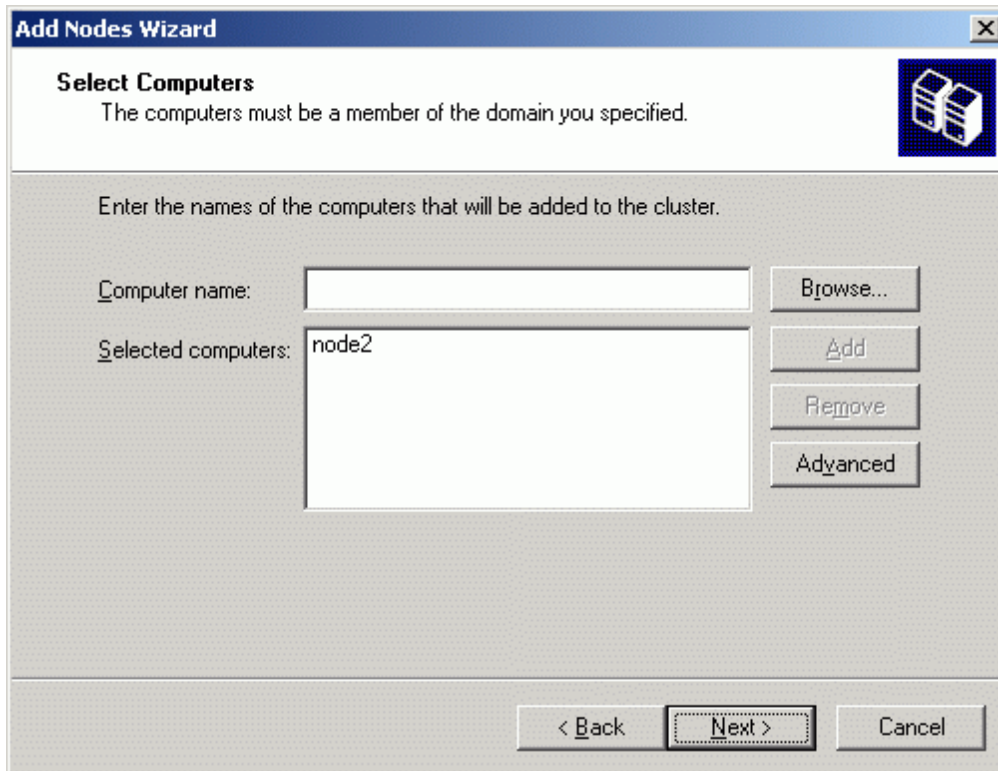 Add Nodes Wizard
Select Computers
The computers must be a member of the domain you specified.
Enter the names of the computers that will be added to the cluster.
Computer name:
Browse...
Selected computers:
node2
Add
Remove
Advanced
< Back
Next >
Cancel